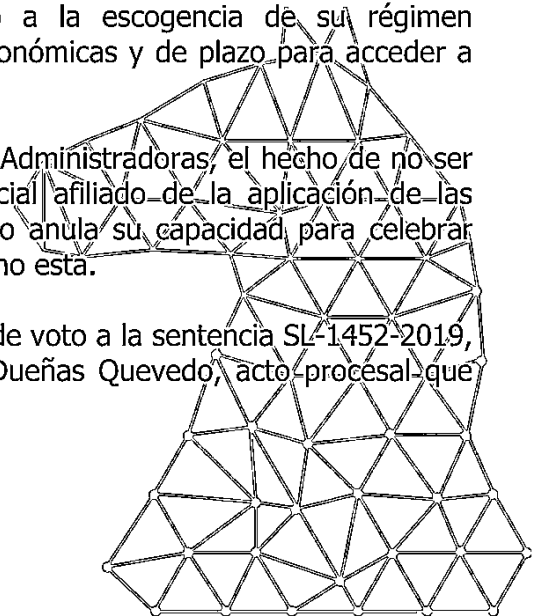 a la escogencia de su régimen
onómicas y de plazo para acceder a
Administradoras, el hecho de no ser
cial afiliado de la aplicación de las
o anula su capacidad para celebrar
no esta.
de voto a la sentencia SL-1452-2019,
Dueñas Quevedo, acto procesal que